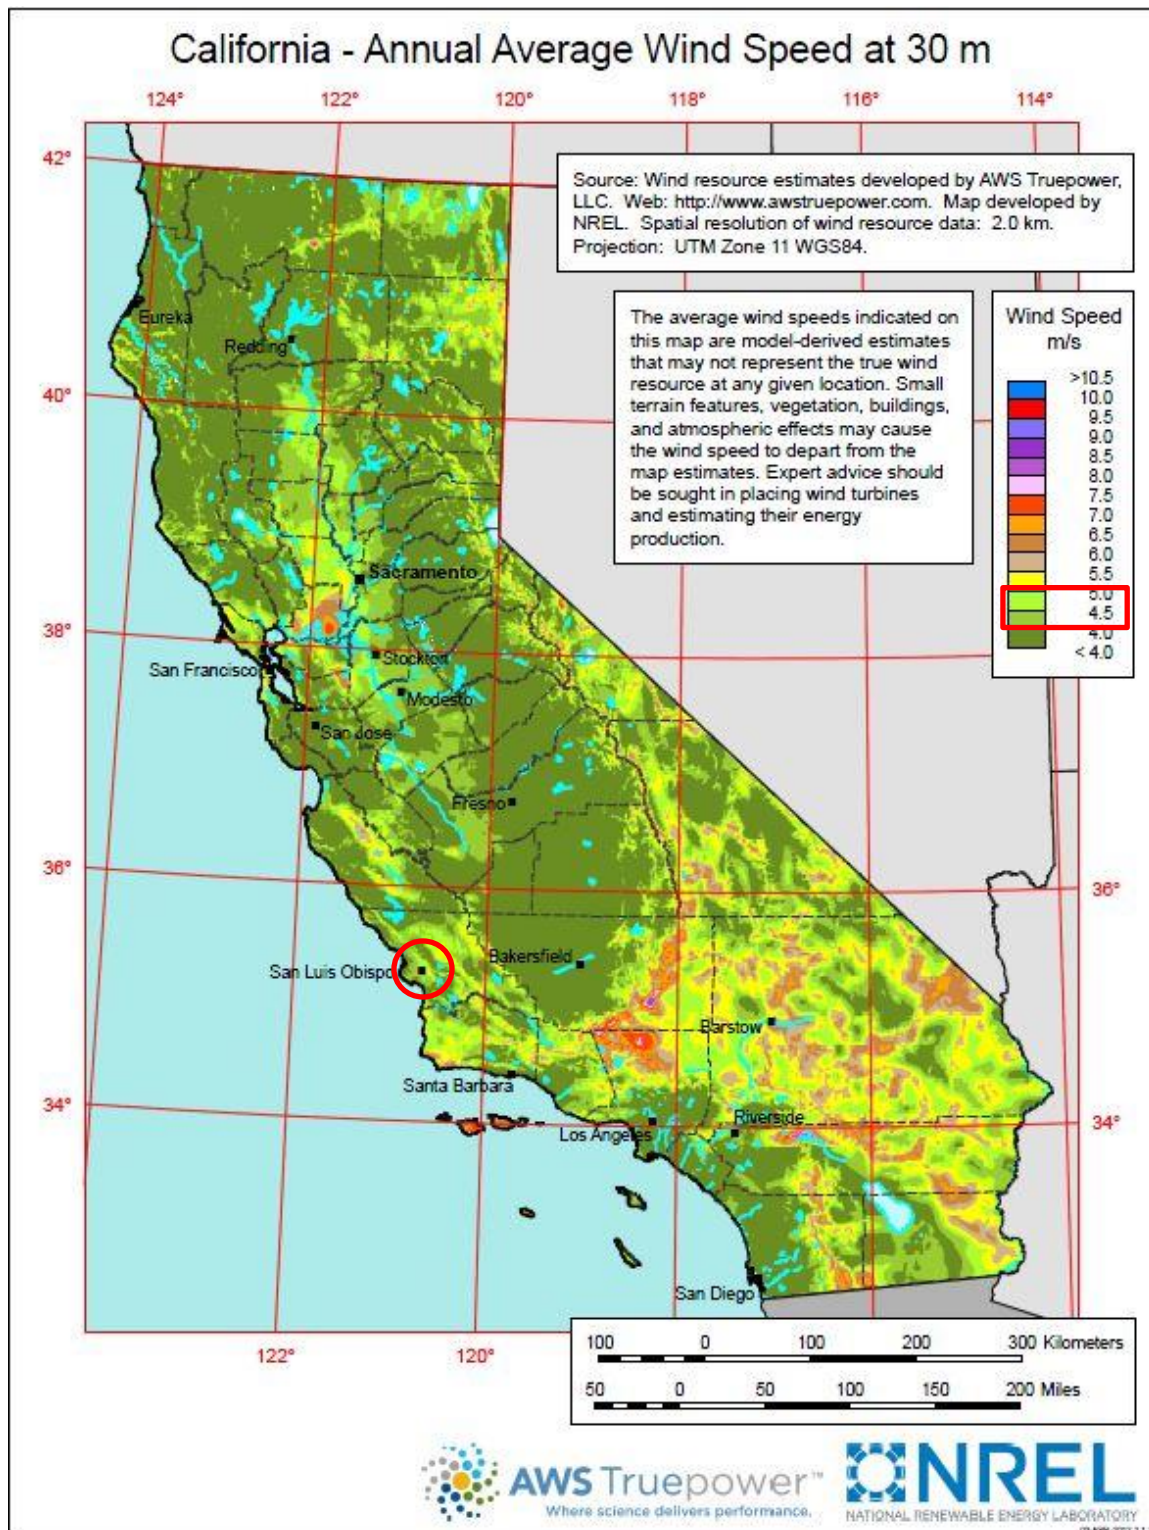 California - Annual Average Wind Speed at 30 m
124°
122°
120°
118°
116°
114°
42°
Source: Wind resource estimates developed by AWS Truepower,
LLC. Web: http://www.awstruepower.com. Map developed by
NREL. Spatial resolution of wind resource data: 2.0 km.
Projection: UTM Zone 11 WGS84.
The average wind speeds indicated on
this map are model-derived estimates
that may not represent the true wind
resource at any given location. Small
terrain features, vegetation, buildings,
and atmospheric effects may cause
the wind speed to depart from the
map estimates. Expert advice should
be sought in placing wind turbines
and estimating their energy
production.
Wind Speed
m/s
>10.5
10.0
9.5
9.0
8.5
8.0
7.5
7.0
6.5
6.0
5.5
5.0
4.5
4.0
< 4.0
Eureka
Redding
40°
Sacramento
38°
San Francisco
Stockton
Modesto
San Jose
Fresno
36°
36°
San Luis Obispo
Bakersfield
Barstow
Santa Barbara
34°
Los Angeles
Riverside
34°
San Diego
122°
120°
100 0 100 200 300 Kilometers
50 0 50 100 150 200 Miles
AWS Truepower™
Where science delivers performance.
NREL
NATIONAL RENEWABLE ENERGY LABORATORY